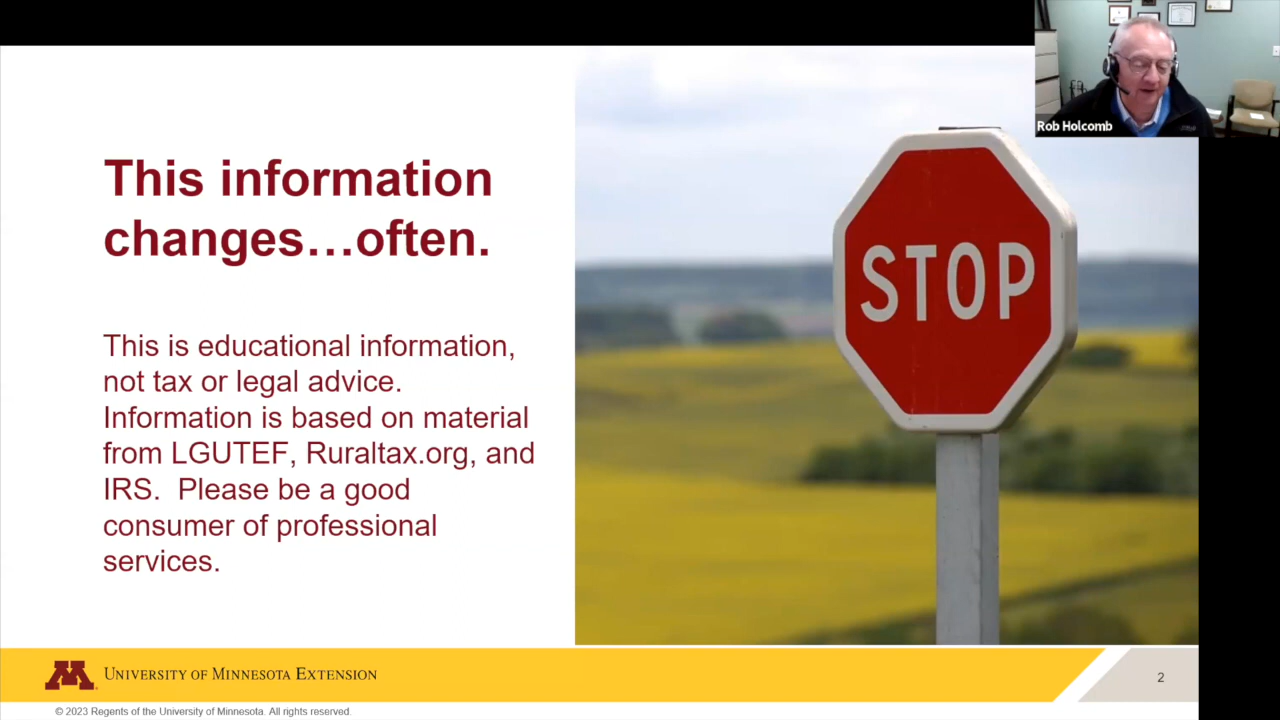 Rob Holcomb
This information
changes…often.
This is educational information,
not tax or legal advice.
Information is based on material
from LGUTEF, Ruraltax.org, and
IRS.  Please be a good
consumer of professional
services.
STOP
M
UNIVERSITY OF MINNESOTA EXTENSION
2
© 2023 Regents of the University of Minnesota. All rights reserved.